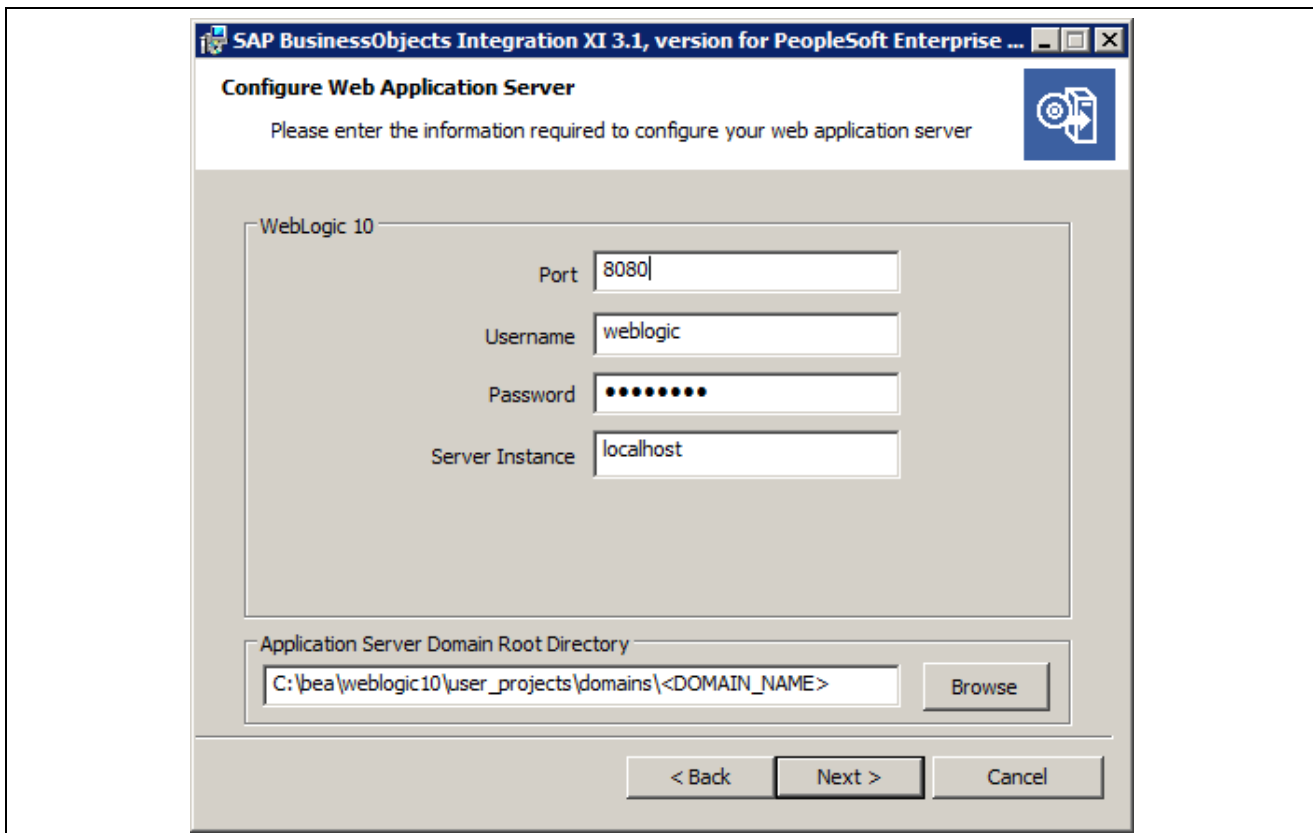 SAP BusinessObjects Integration XI 3.1, version for PeopleSoft Enterprise ...
Configure Web Application Server
Please enter the information required to configure your web application server
WebLogic 10
Port 8080
Username weblogic
Password ••••••••
Server Instance localhost
Application Server Domain Root Directory
C:\bea\weblogic10\user_projects\domains\<DOMAIN_NAME> Browse
< Back Next > Cancel